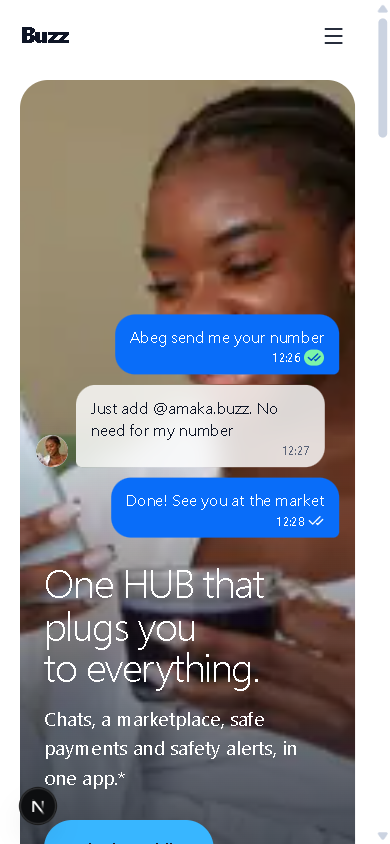 Buzz
Abeg send me your number
12:26
Just add @amaka.buzz. No
need for my number
12:27
Done! See you at the market
12:28
One HUB that
plugs you
to everything.
Chats, a marketplace, safe
payments and safety alerts, in
one app.*
N